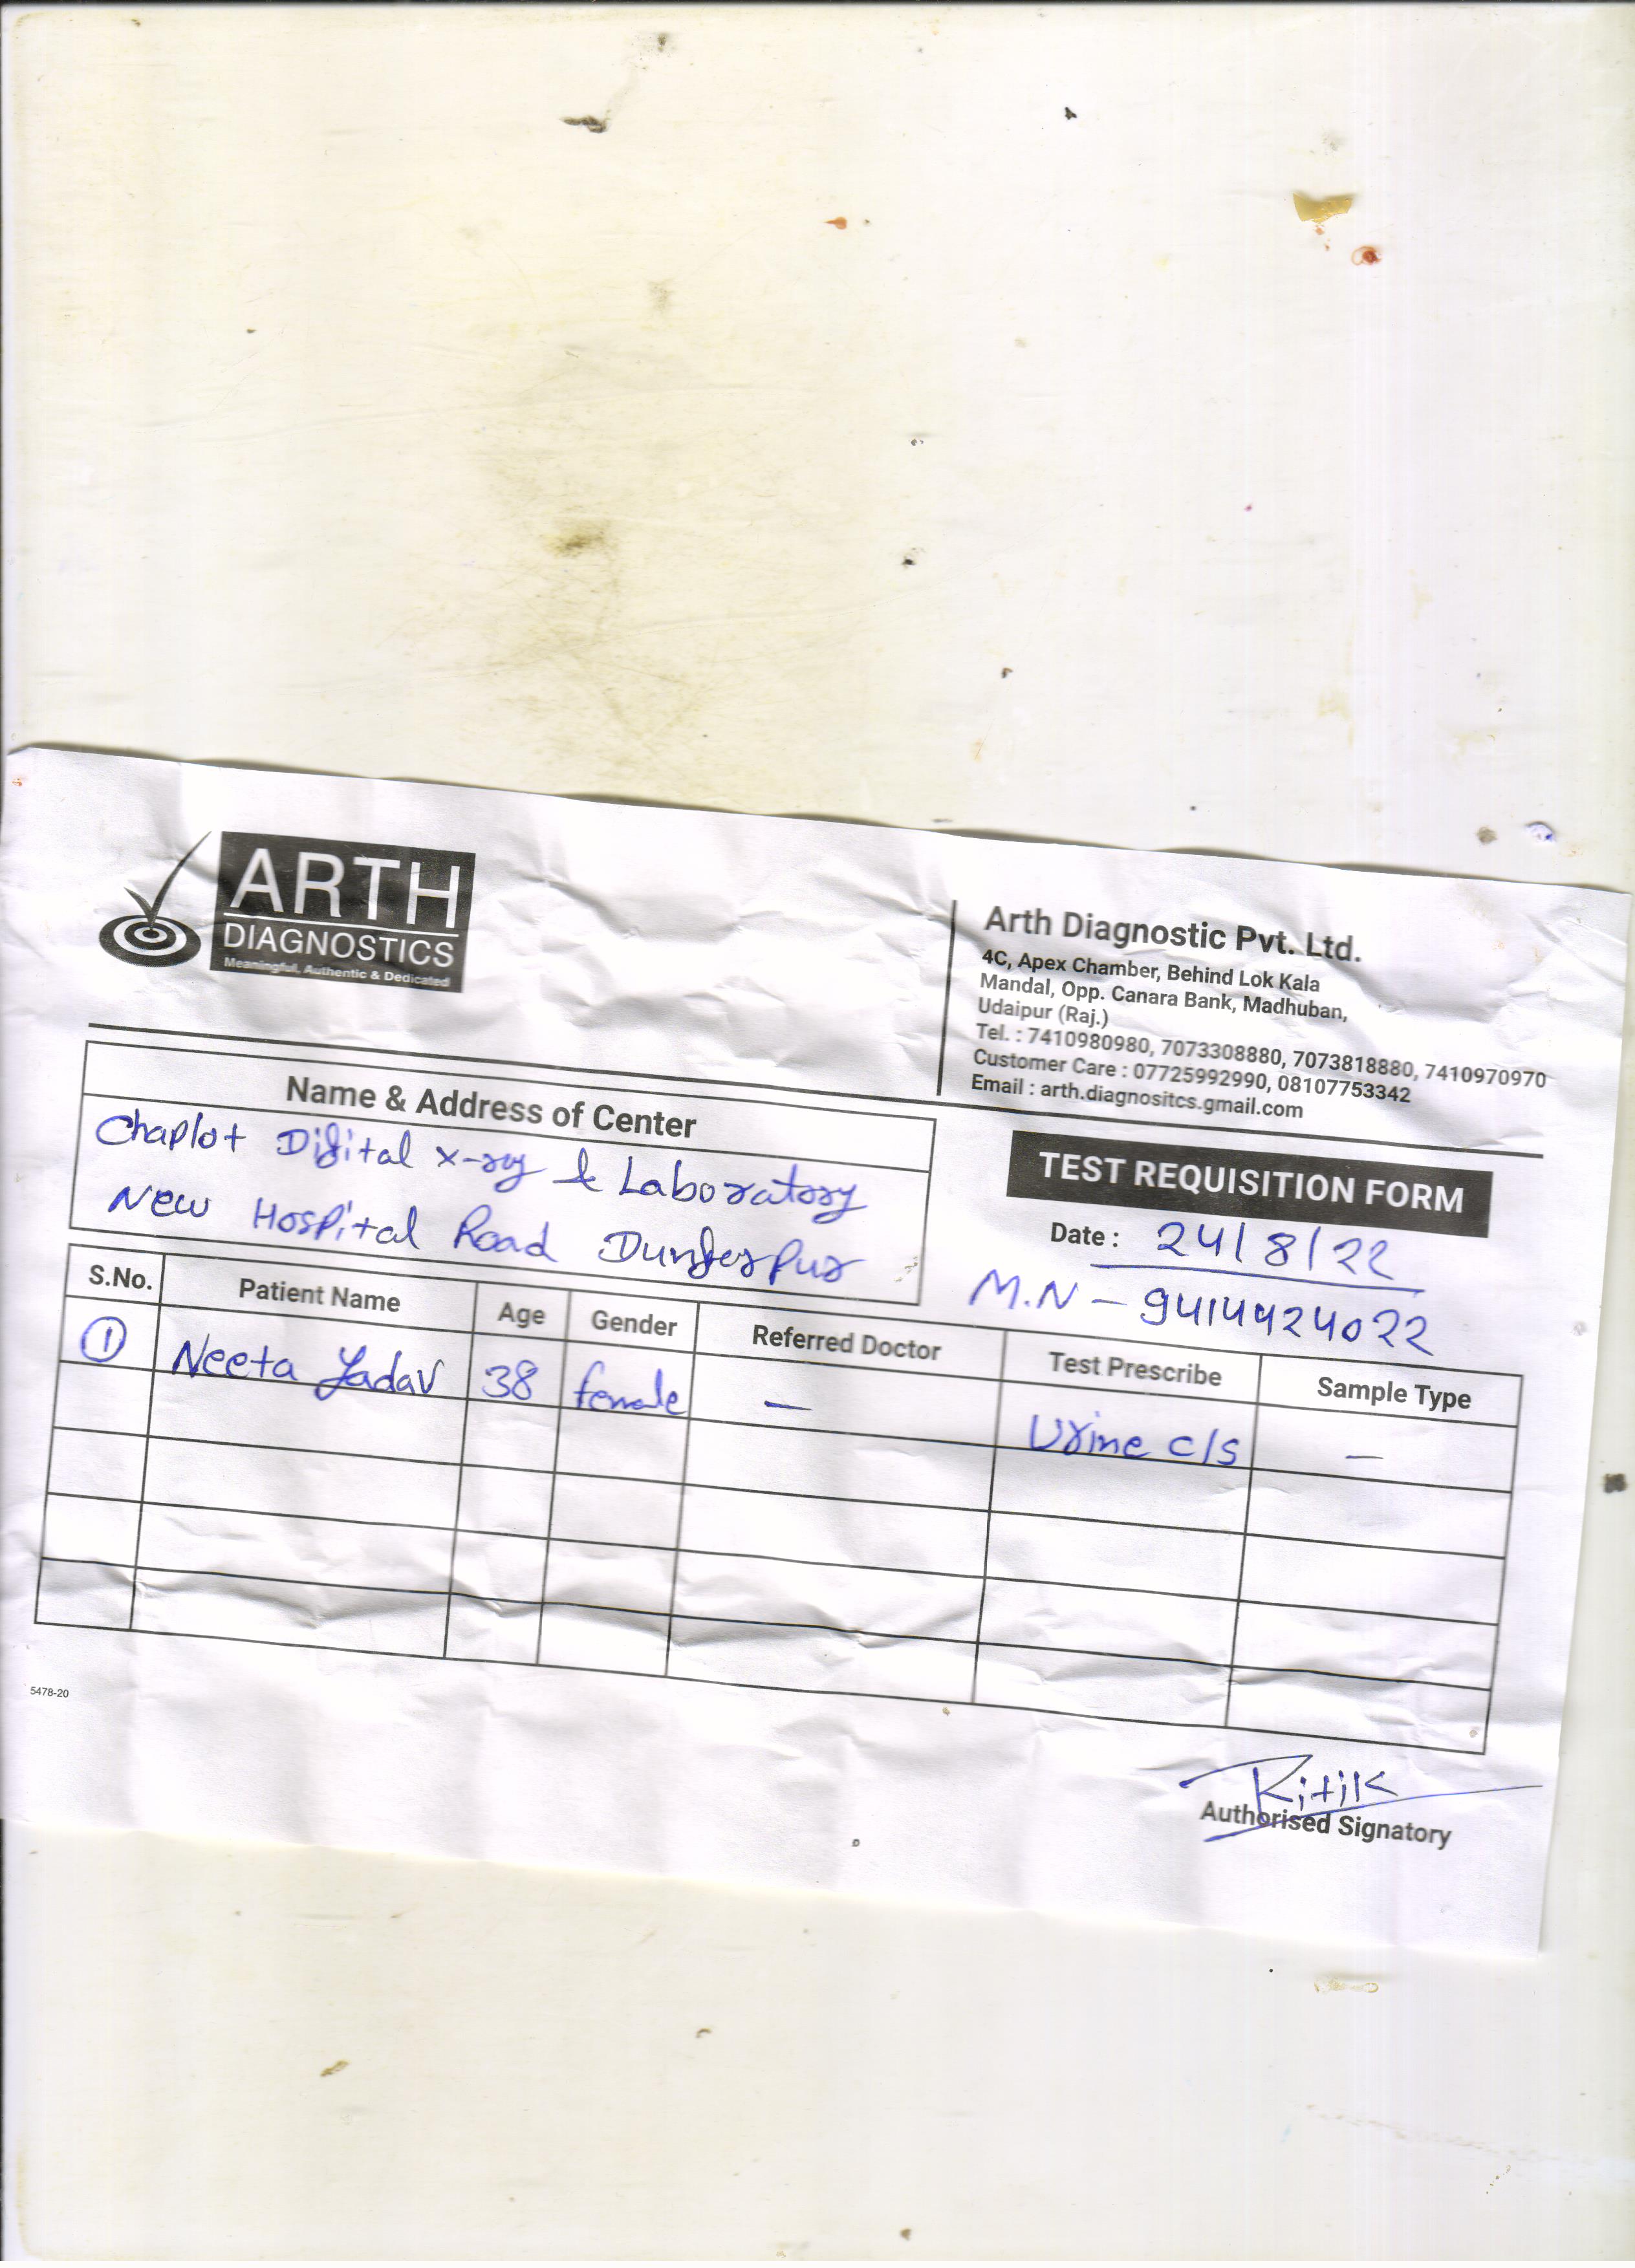 ARTH
DIAGNOSTICS
Meaningful, Authentic & Dedicated
Arth Diagnostic Pvt. Ltd.
4C, Apex Chamber, Behind Lok Kala
Mandal, Opp. Canara Bank, Madhuban,
Udaipur (Raj.)
Tel. : 7410980980, 7073308880, 7073818880, 7410970970
Customer Care : 07725992990, 08107753342
Email : arth.diagnositcs.gmail.com
Name & Address of Center
Chaplot Digital x-ray & Laboratory
New Hospital Road Dungerpur
TEST REQUISITION FORM
Date : 24/8/22
M.N - 9414424022
S.No. Patient Name Age Gender Referred Doctor Test Prescribe Sample Type
1 Neeta Yadav 38 female — Urine c/s —
5478-20
Ritik
Authorised Signatory